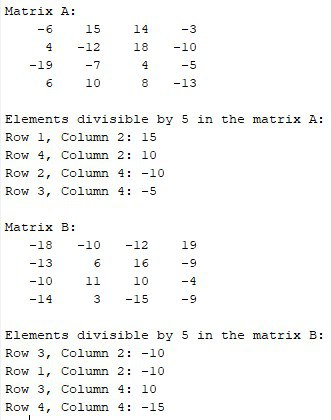 Matrix A:
-6 15 14 -3
4 -12 18 -10
-19 -7 4 -5
6 10 8 -13
Elements divisible by 5 in the matrix A:
Row 1, Column 2: 15
Row 4, Column 2: 10
Row 2, Column 4: -10
Row 3, Column 4: -5
Matrix B:
-18 -10 -12 19
-13 6 16 -9
-10 11 10 -4
-14 3 -15 -9
Elements divisible by 5 in the matrix B:
Row 3, Column 2: -10
Row 1, Column 2: -10
Row 3, Column 4: 10
Row 4, Column 4: -15